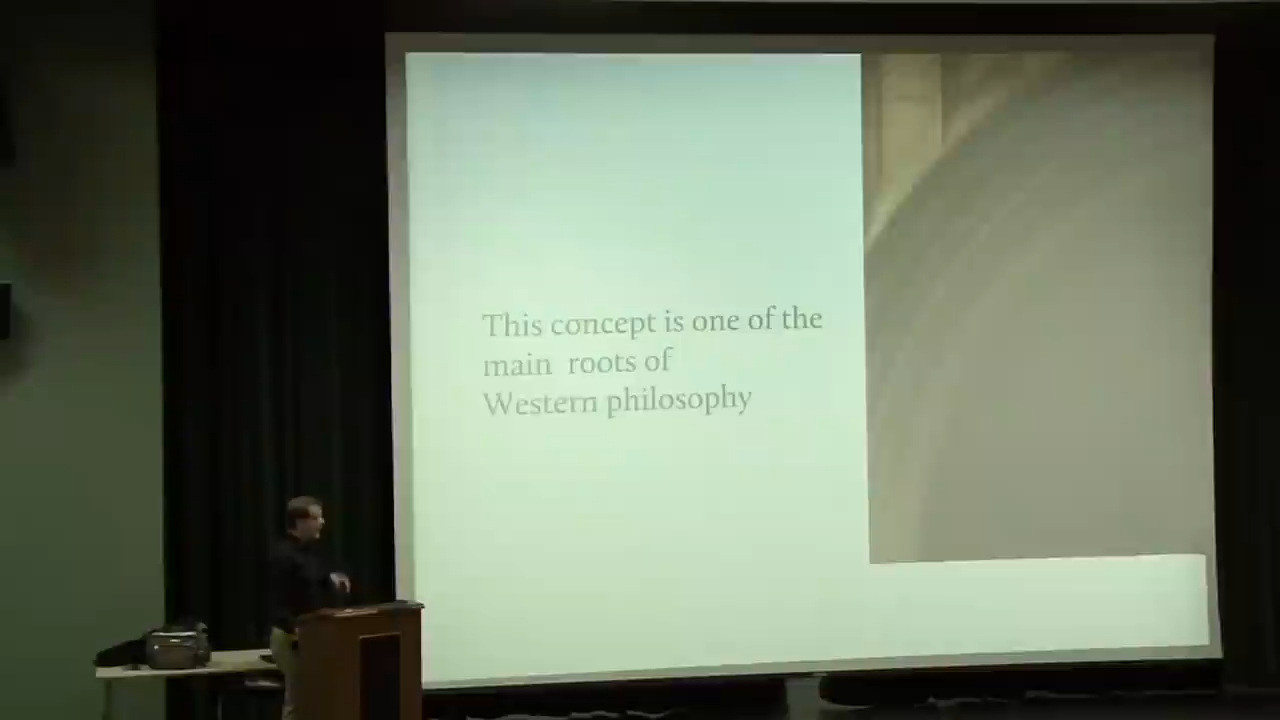 This concept is one of the
main roots of
Western philosophy